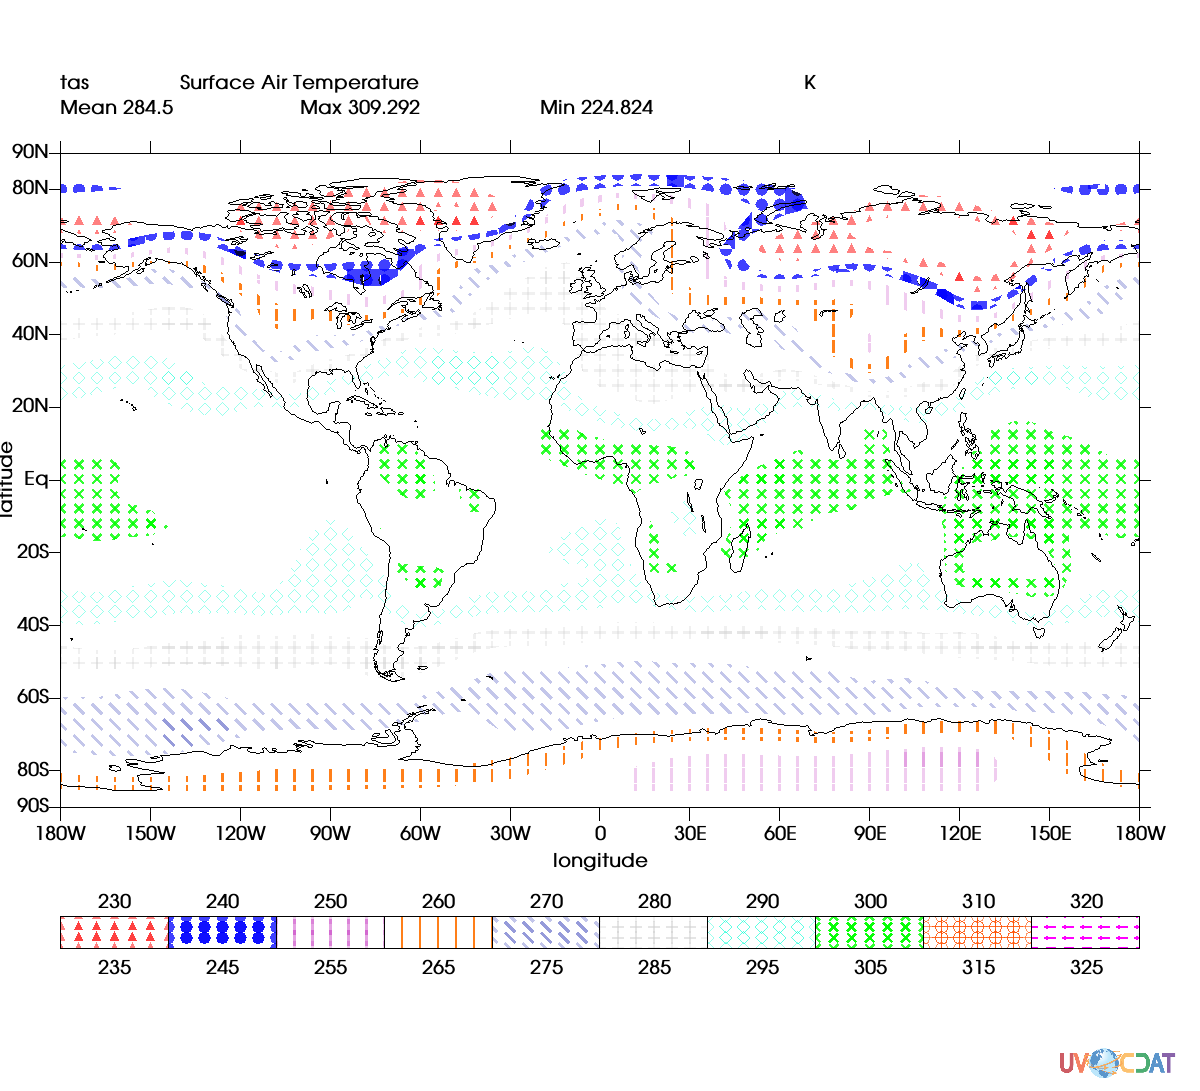 tas Surface Air Temperature K
Mean 284.5 Max 309.292 Min 224.824
90N
80N
60N
40N
20N
Eq
20S
40S
60S
80S
90S
latitude
180W 150W 120W 90W 60W 30W 0 30E 60E 90E 120E 150E 180W
longitude
230 240 250 260 270 280 290 300 310 320
235 245 255 265 275 285 295 305 315 325
UV CDAT